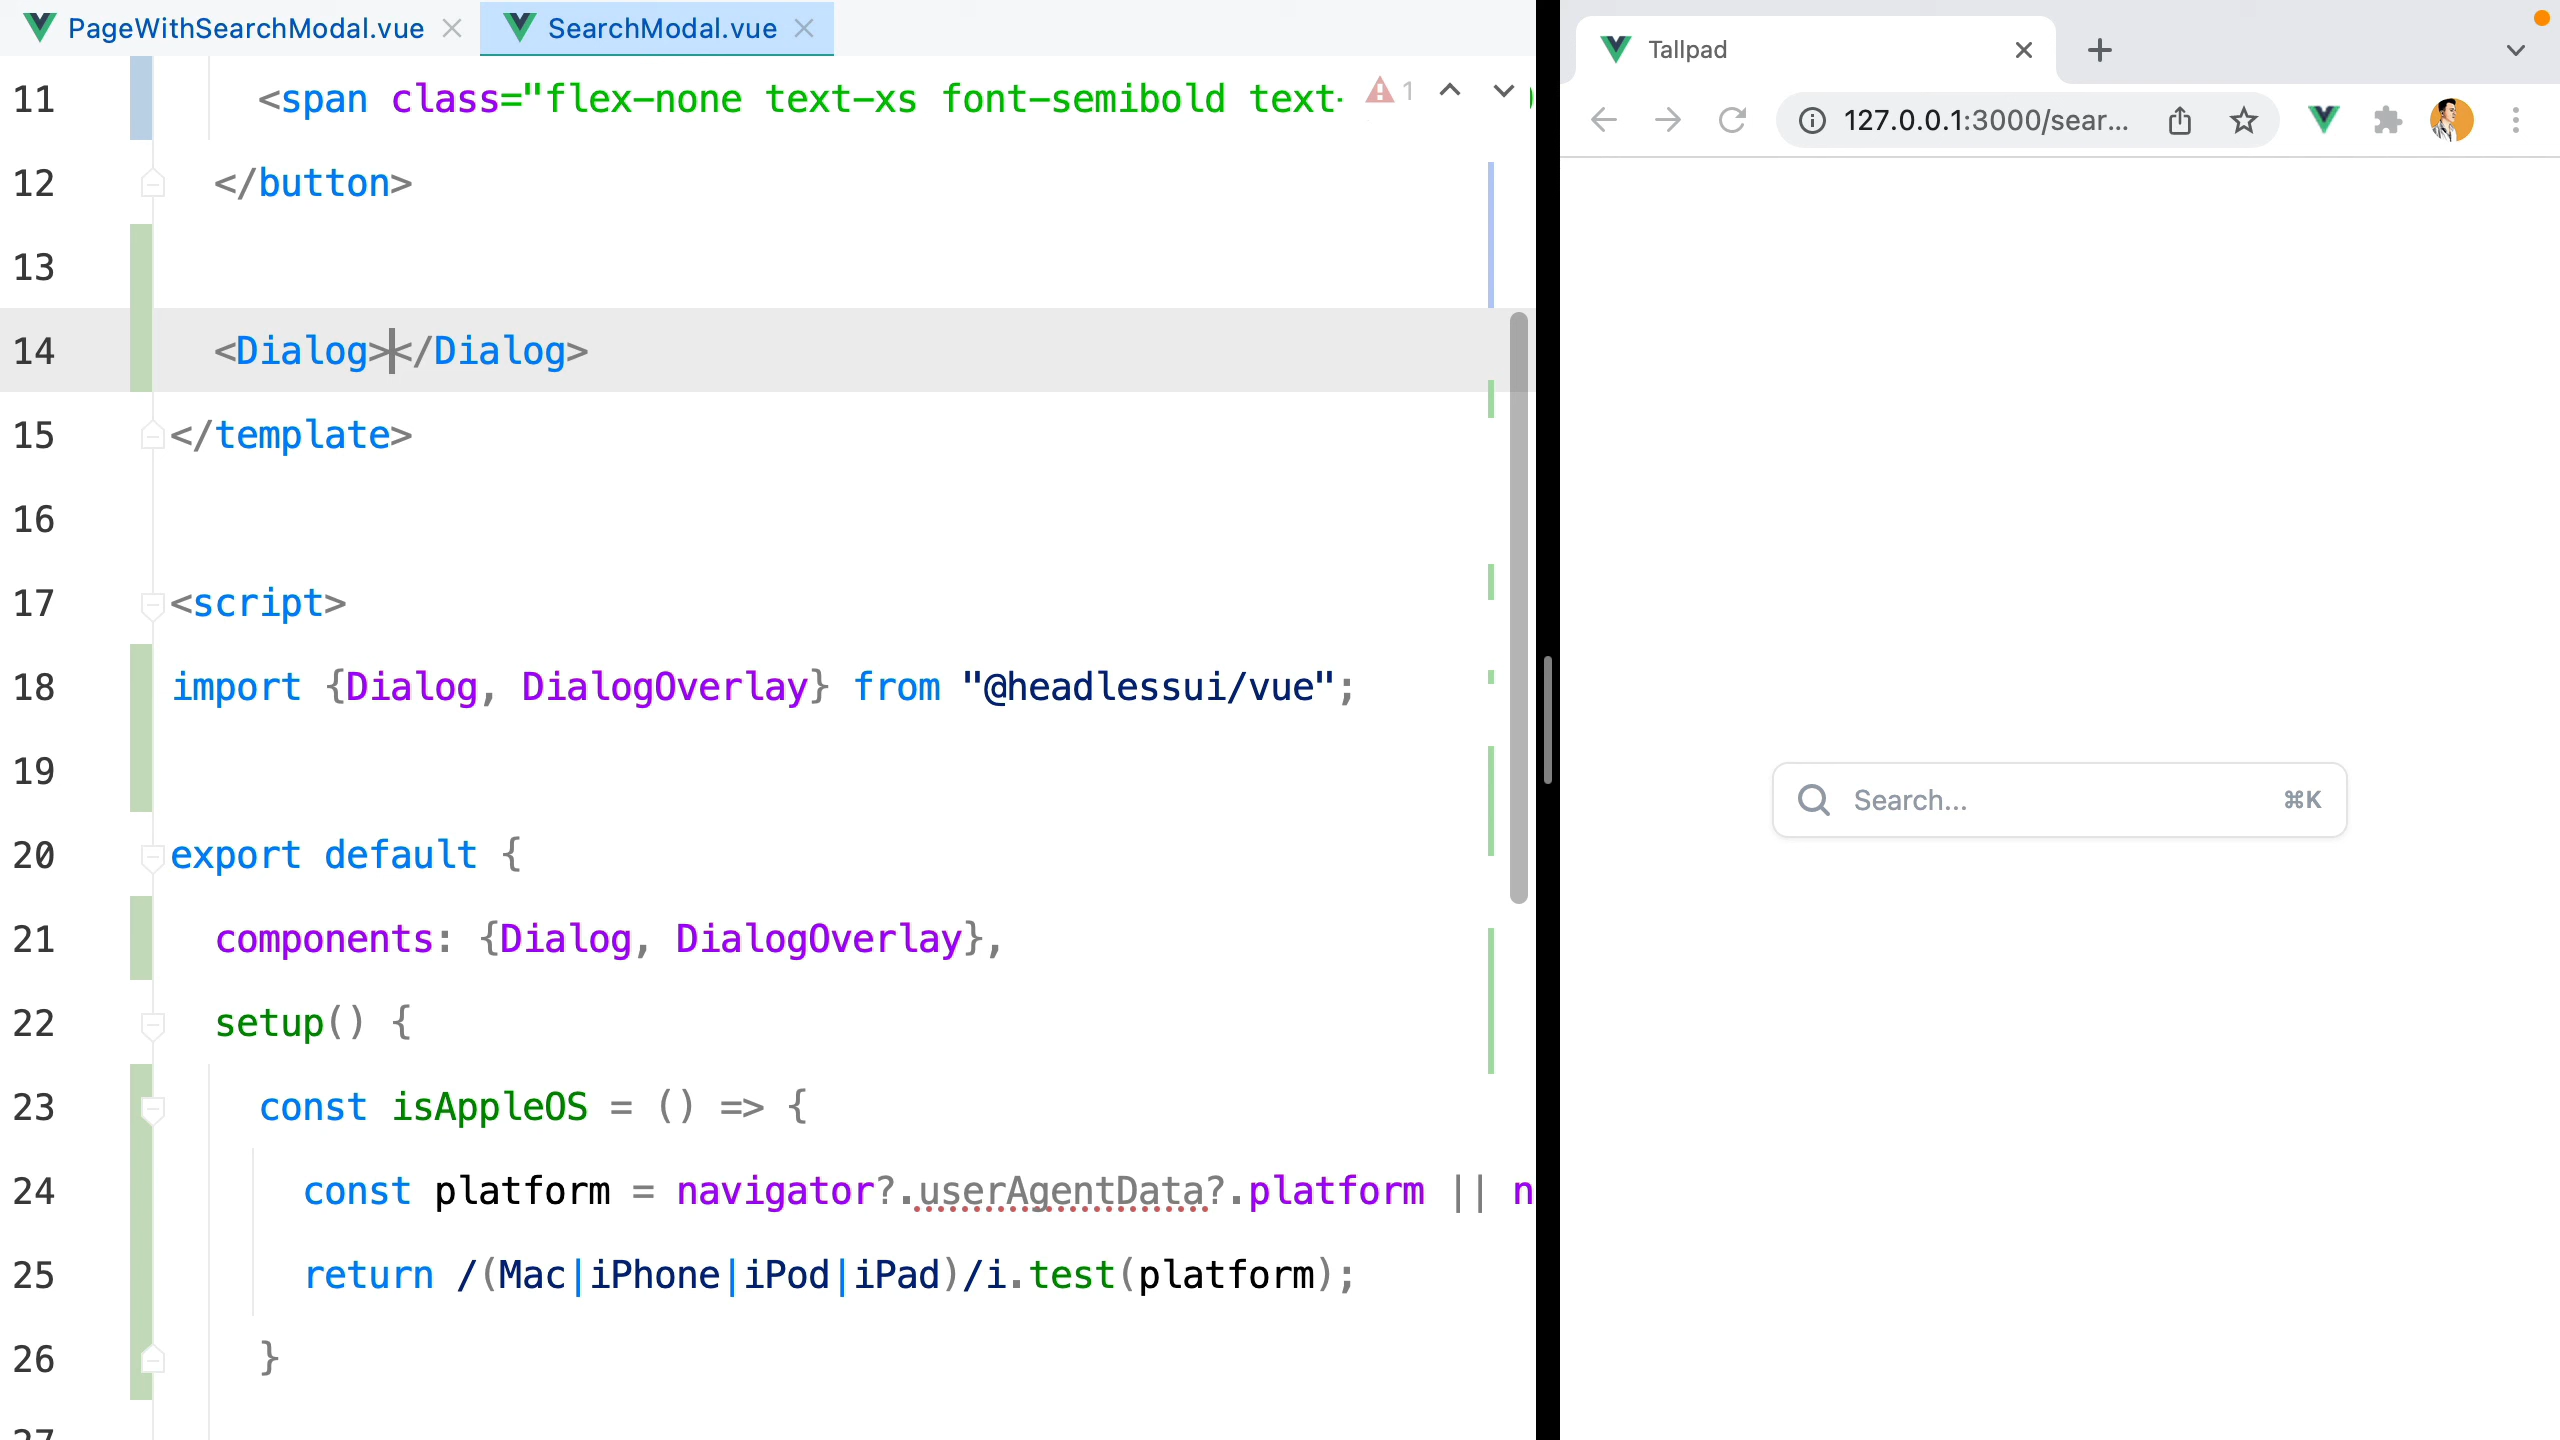 PageWithSearchModal.vue
SearchModal.vue
11 <span class="flex-none text-xs font-semibold text-
1
12 </button>
13
14 <Dialog></Dialog>
15 </template>
16
17 <script>
18 import {Dialog, DialogOverlay} from "@headlessui/vue";
19
20 export default {
21 components: {Dialog, DialogOverlay},
22 setup() {
23 const isAppleOS = () => {
24 const platform = navigator?.userAgentData?.platform || n
25 return /(Mac|iPhone|iPod|iPad)/i.test(platform);
26 }
27
Tallpad
127.0.0.1:3000/sear...
Search...
⌘K